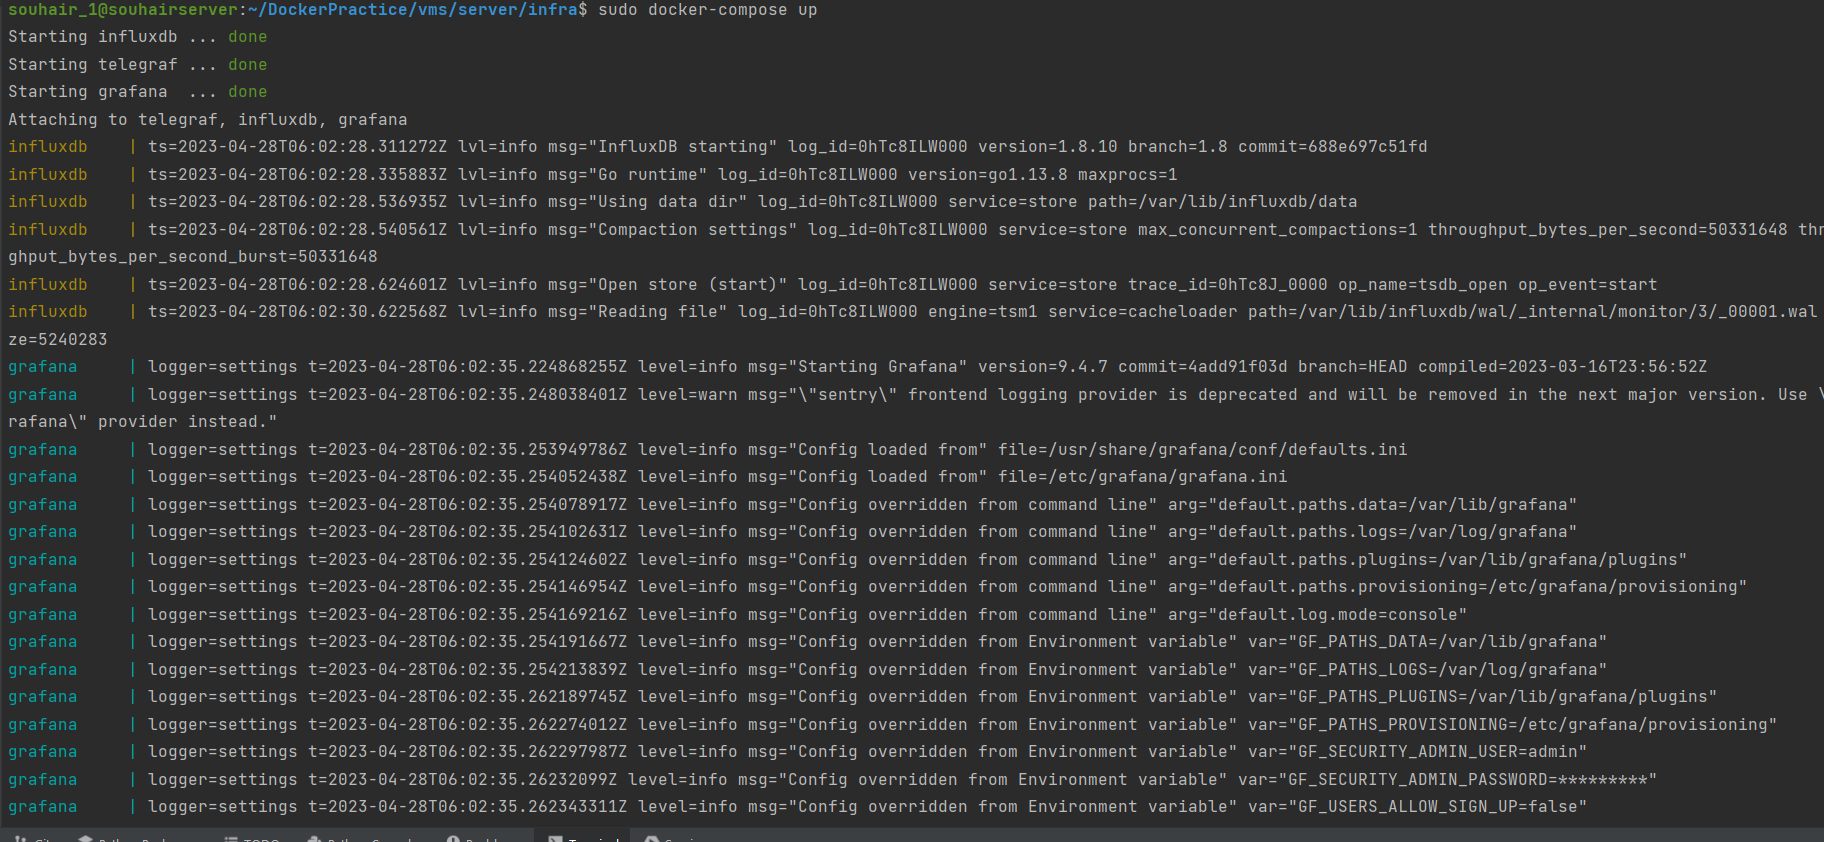 souhair_1@souhairserver:~/DockerPractice/vms/server/infra$ sudo docker-compose up
Starting influxdb ... done
Starting telegraf ... done
Starting grafana  ... done
Attaching to telegraf, influxdb, grafana
influxdb    | ts=2023-04-28T06:02:28.311272Z lvl=info msg="InfluxDB starting" log_id=0hTc8ILW000 version=1.8.10 branch=1.8 commit=688e697c51fd
influxdb    | ts=2023-04-28T06:02:28.335883Z lvl=info msg="Go runtime" log_id=0hTc8ILW000 version=go1.13.8 maxprocs=1
influxdb    | ts=2023-04-28T06:02:28.536935Z lvl=info msg="Using data dir" log_id=0hTc8ILW000 service=store path=/var/lib/influxdb/data
influxdb    | ts=2023-04-28T06:02:28.540561Z lvl=info msg="Compaction settings" log_id=0hTc8ILW000 service=store max_concurrent_compactions=1 throughput_bytes_per_second=50331648 thr
ghput_bytes_per_second_burst=50331648
influxdb    | ts=2023-04-28T06:02:28.624601Z lvl=info msg="Open store (start)" log_id=0hTc8ILW000 service=store trace_id=0hTc8J_0000 op_name=tsdb_open op_event=start
influxdb    | ts=2023-04-28T06:02:30.622568Z lvl=info msg="Reading file" log_id=0hTc8ILW000 engine=tsm1 service=cacheloader path=/var/lib/influxdb/wal/_internal/monitor/3/_00001.wal
ze=5240283
grafana     | logger=settings t=2023-04-28T06:02:35.224868255Z level=info msg="Starting Grafana" version=9.4.7 commit=4add91f03d branch=HEAD compiled=2023-03-16T23:56:52Z
grafana     | logger=settings t=2023-04-28T06:02:35.248038401Z level=warn msg="\"sentry\" frontend logging provider is deprecated and will be removed in the next major version. Use \
rafana\" provider instead."
grafana     | logger=settings t=2023-04-28T06:02:35.253949786Z level=info msg="Config loaded from" file=/usr/share/grafana/conf/defaults.ini
grafana     | logger=settings t=2023-04-28T06:02:35.254052438Z level=info msg="Config loaded from" file=/etc/grafana/grafana.ini
grafana     | logger=settings t=2023-04-28T06:02:35.254078917Z level=info msg="Config overridden from command line" arg="default.paths.data=/var/lib/grafana"
grafana     | logger=settings t=2023-04-28T06:02:35.254102631Z level=info msg="Config overridden from command line" arg="default.paths.logs=/var/log/grafana"
grafana     | logger=settings t=2023-04-28T06:02:35.254124602Z level=info msg="Config overridden from command line" arg="default.paths.plugins=/var/lib/grafana/plugins"
grafana     | logger=settings t=2023-04-28T06:02:35.254146954Z level=info msg="Config overridden from command line" arg="default.paths.provisioning=/etc/grafana/provisioning"
grafana     | logger=settings t=2023-04-28T06:02:35.254169216Z level=info msg="Config overridden from command line" arg="default.log.mode=console"
grafana     | logger=settings t=2023-04-28T06:02:35.254191667Z level=info msg="Config overridden from Environment variable" var="GF_PATHS_DATA=/var/lib/grafana"
grafana     | logger=settings t=2023-04-28T06:02:35.254213839Z level=info msg="Config overridden from Environment variable" var="GF_PATHS_LOGS=/var/log/grafana"
grafana     | logger=settings t=2023-04-28T06:02:35.262189745Z level=info msg="Config overridden from Environment variable" var="GF_PATHS_PLUGINS=/var/lib/grafana/plugins"
grafana     | logger=settings t=2023-04-28T06:02:35.262274012Z level=info msg="Config overridden from Environment variable" var="GF_PATHS_PROVISIONING=/etc/grafana/provisioning"
grafana     | logger=settings t=2023-04-28T06:02:35.262297987Z level=info msg="Config overridden from Environment variable" var="GF_SECURITY_ADMIN_USER=admin"
grafana     | logger=settings t=2023-04-28T06:02:35.26232099Z level=info msg="Config overridden from Environment variable" var="GF_SECURITY_ADMIN_PASSWORD=*********"
grafana     | logger=settings t=2023-04-28T06:02:35.262343311Z level=info msg="Config overridden from Environment variable" var="GF_USERS_ALLOW_SIGN_UP=false"